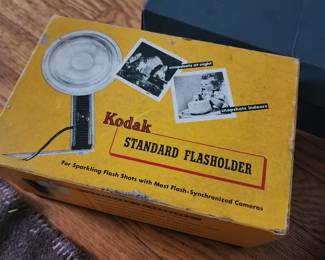 snapshots at night
snapshots indoors
Kodak
STANDARD FLASHOLDER
For Sparkling Flash Shots with Most Flash-Synchronized Cameras